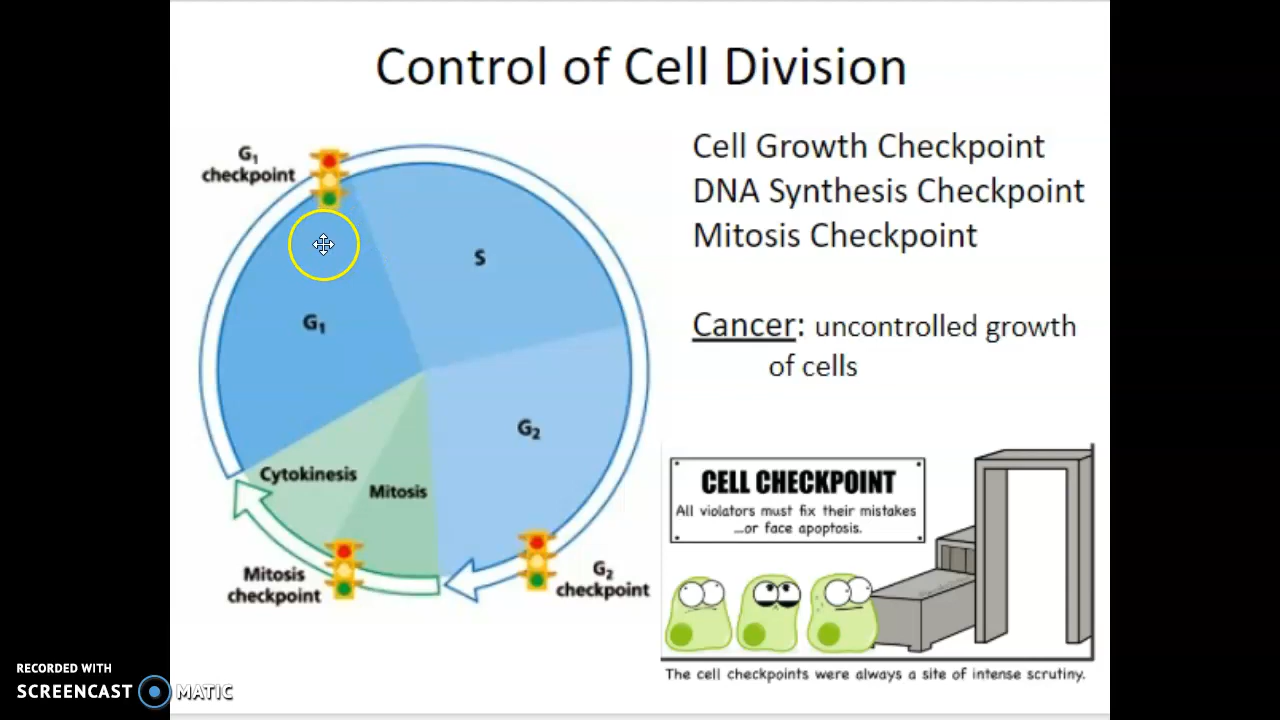 Control of Cell Division
G₁
checkpoint
S
G₁
G₂
Cytokinesis
Mitosis
Mitosis
checkpoint
G₂
checkpoint
Cell Growth Checkpoint
DNA Synthesis Checkpoint
Mitosis Checkpoint
Cancer: uncontrolled growth
of cells
CELL CHECKPOINT
All violators must fix their mistakes
...or face apoptosis.
The cell checkpoints were always a site of intense scrutiny.
RECORDED WITH
SCREENCAST MATIC